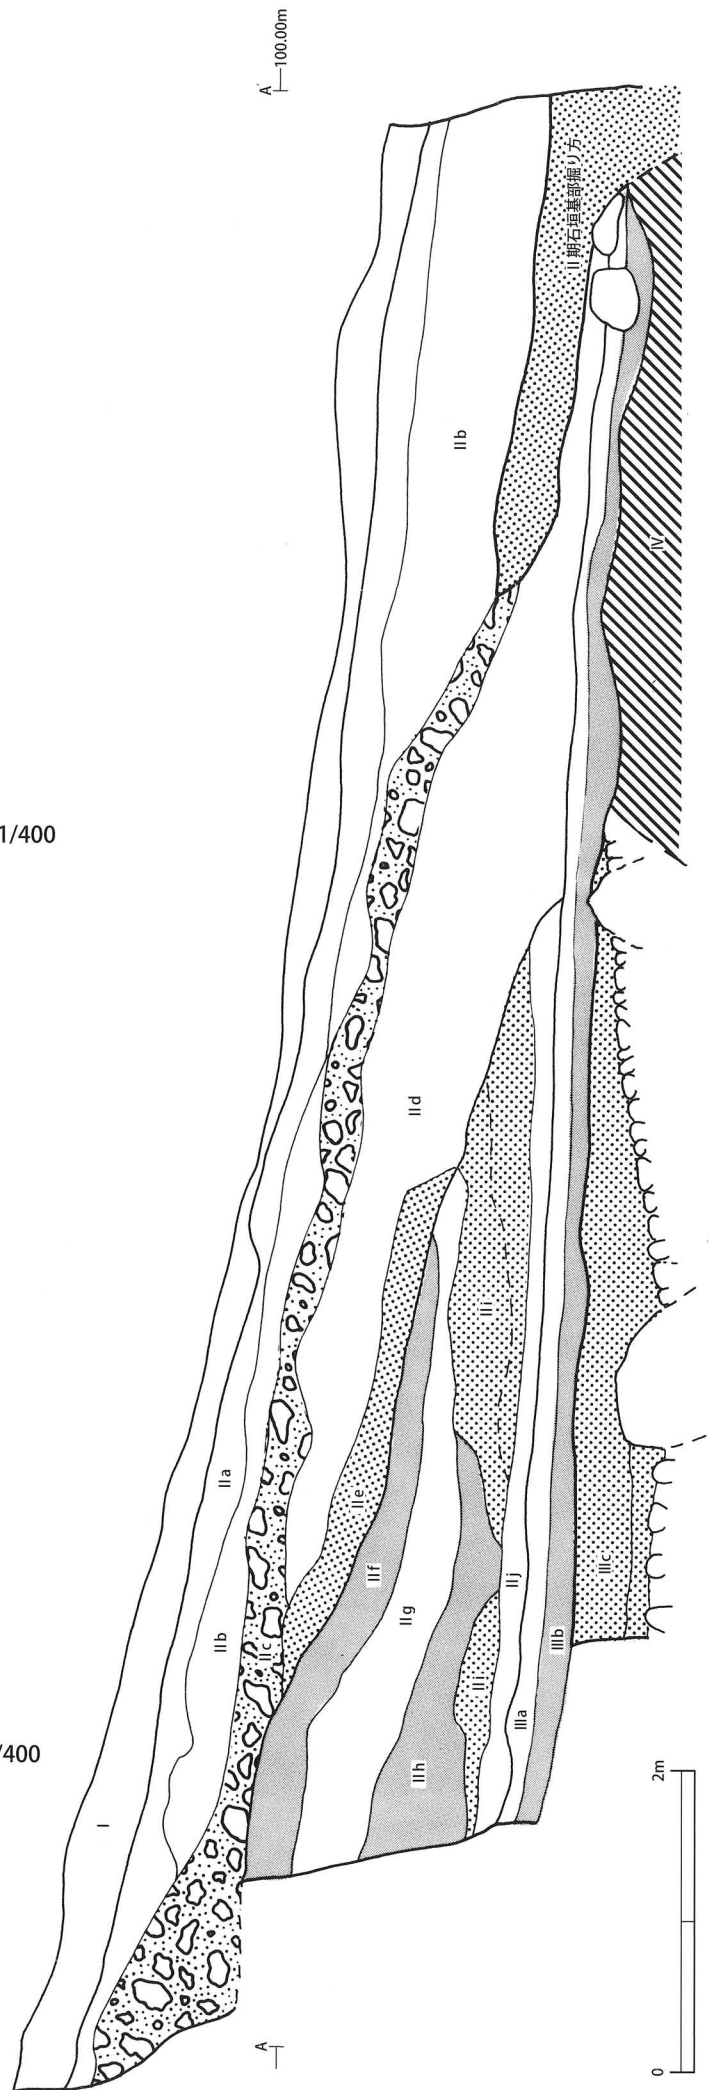 A' 100.00m
II期石垣基部掘り方
IIb
IV
1/400
IId
IIi
IIa
IIe
IIf
IIg
IIj
IIIc
IIb
IIc
IIi
IIIb
IIIa
IIh
/400
I
2m
0
A